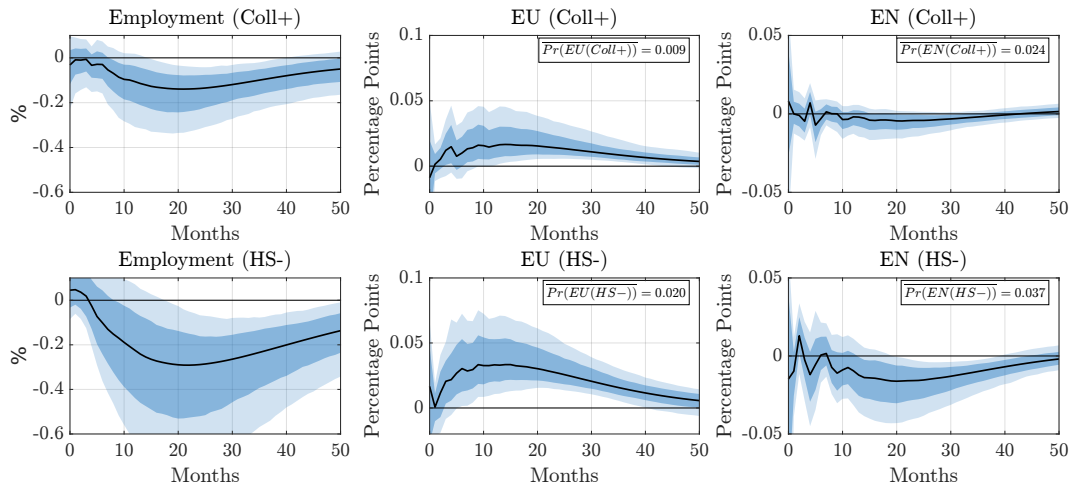 Employment (Coll+)
EU (Coll+)
EN (Coll+)
%
0
-0.2
-0.4
-0.6
0 10 20 30 40 50
Months
Percentage Points
0.1
0.05
0
Pr(EU(Coll+)) = 0.009
0 10 20 30 40 50
Months
Percentage Points
0.05
0
-0.05
Pr(EN(Coll+)) = 0.024
0 10 20 30 40 50
Months
Employment (HS-)
EU (HS-)
EN (HS-)
%
0
-0.2
-0.4
-0.6
0 10 20 30 40 50
Months
Percentage Points
0.1
0.05
0
Pr(EU(HS−)) = 0.020
0 10 20 30 40 50
Months
Percentage Points
0.05
0
-0.05
Pr(EN(HS−)) = 0.037
0 10 20 30 40 50
Months